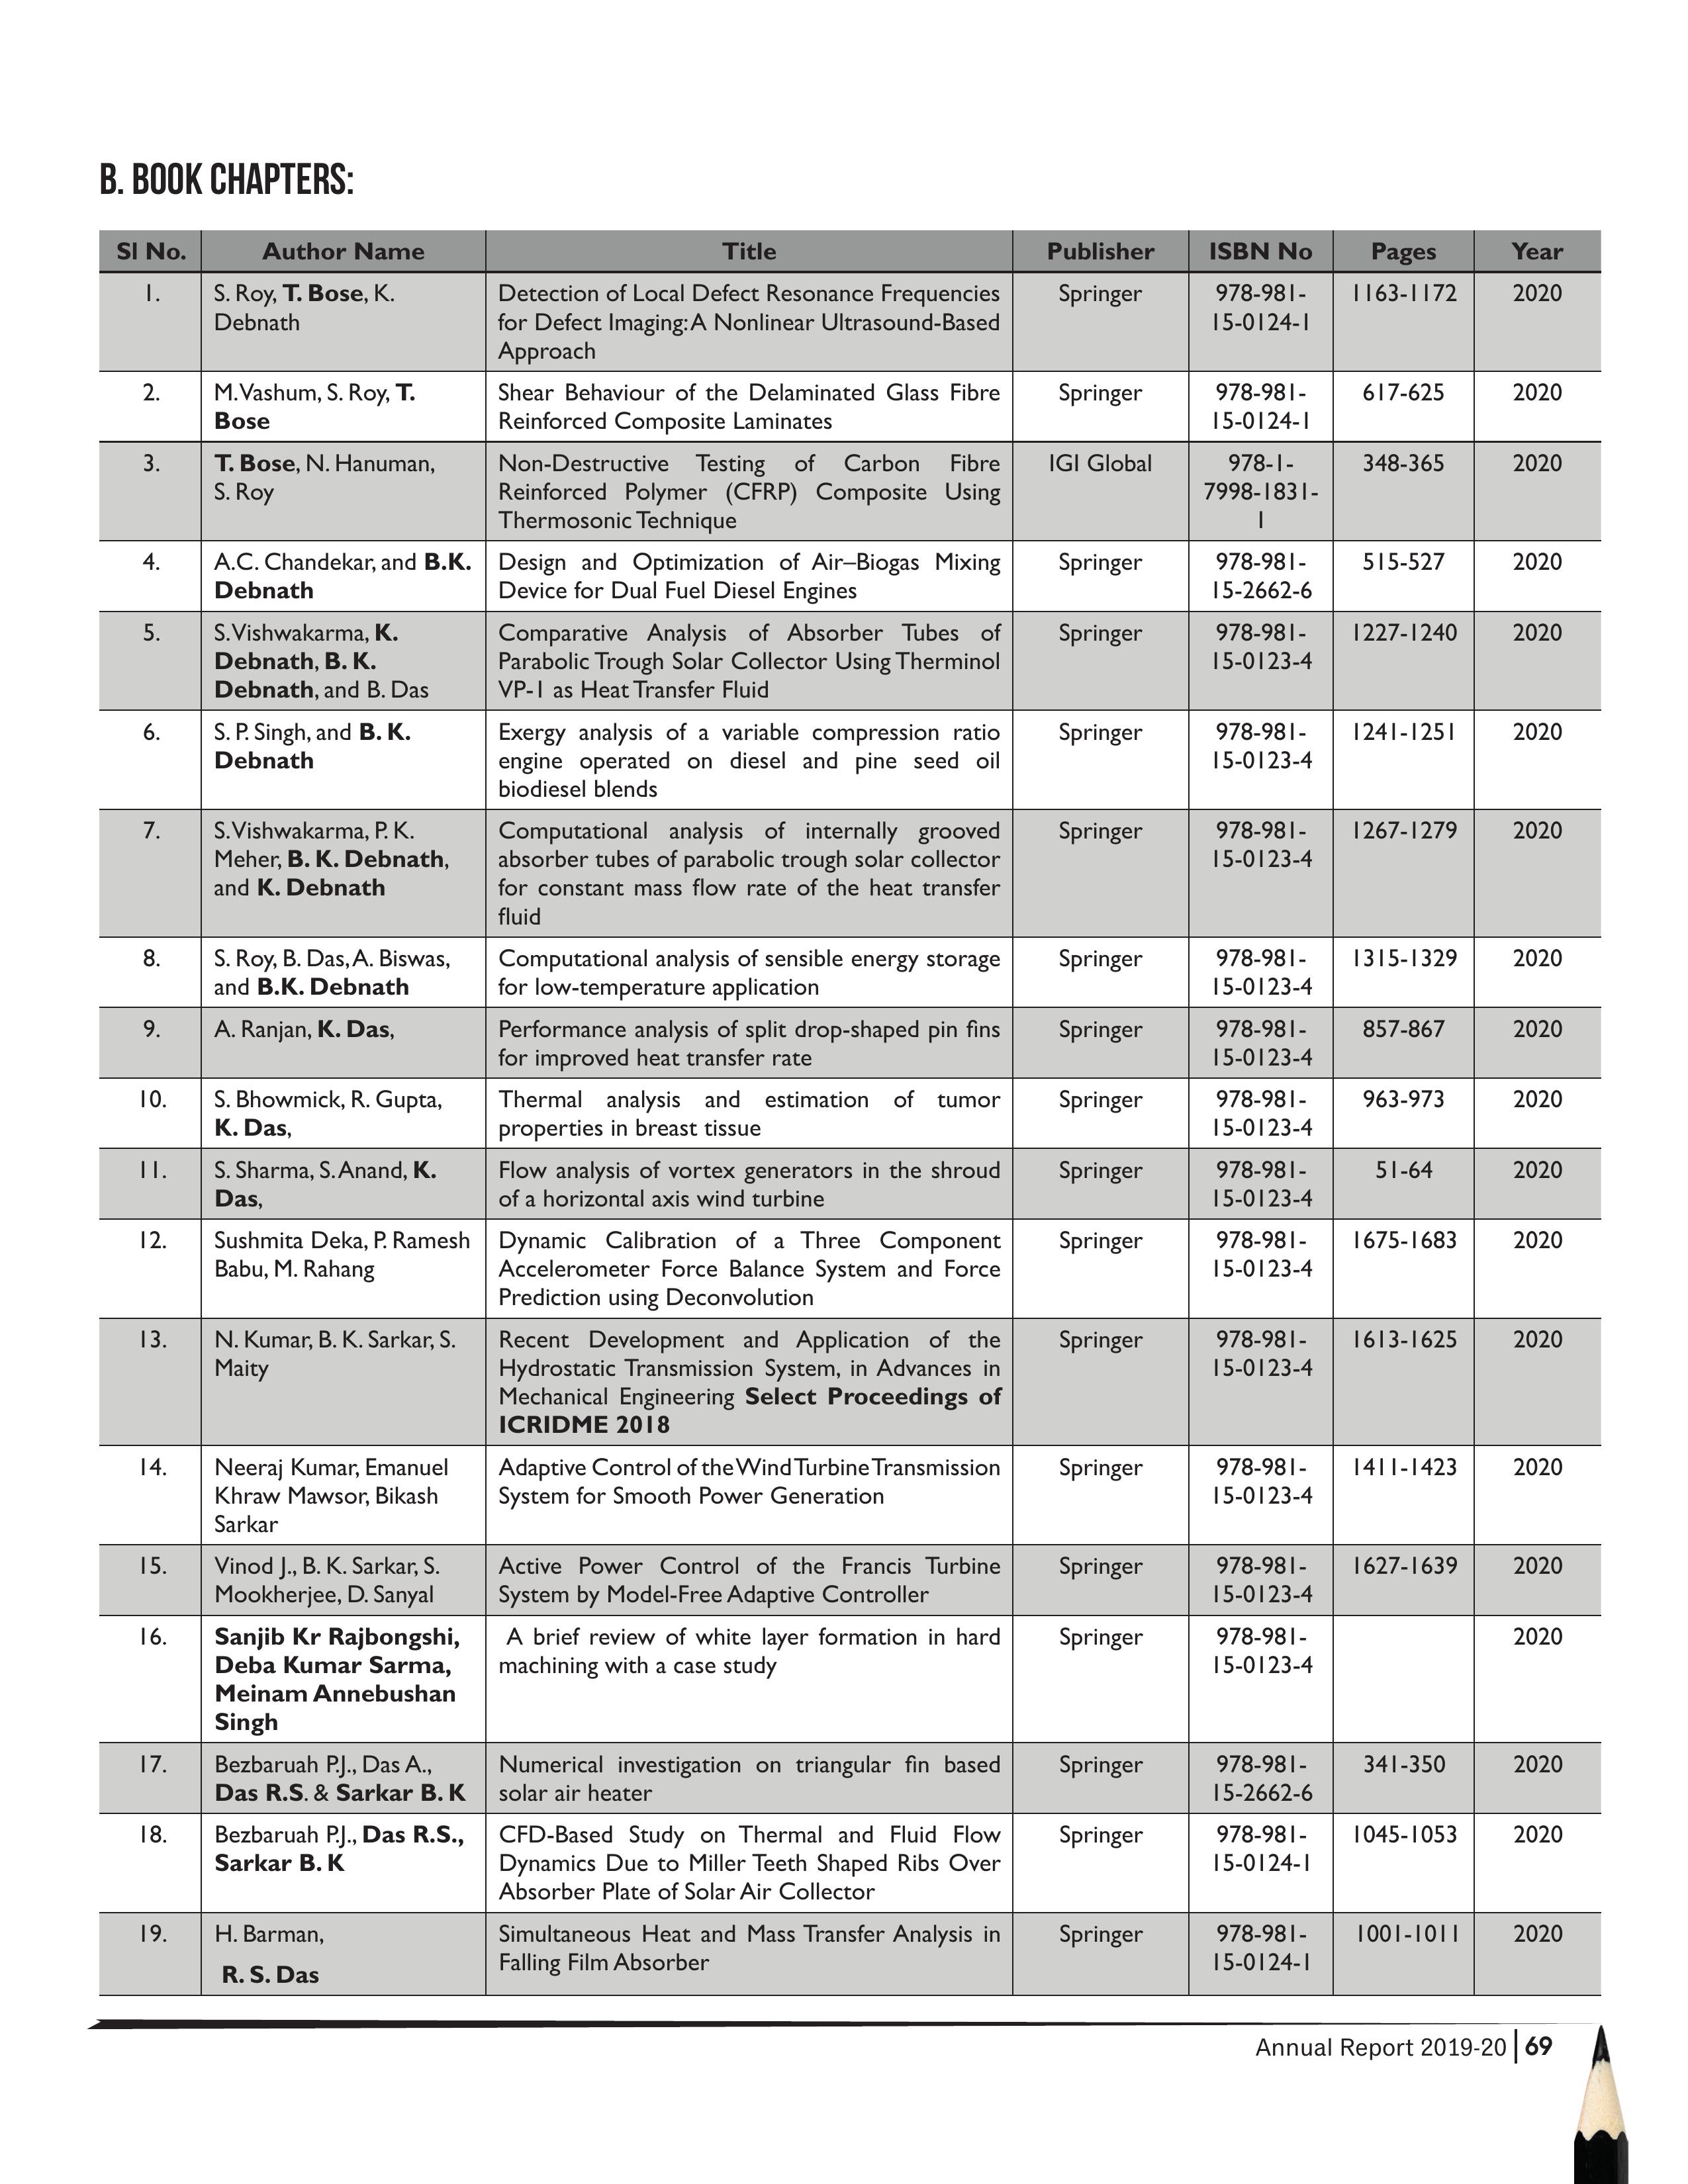 B. BOOK CHAPTERS:
Sl No. Author Name Title Publisher ISBN No Pages Year
1. S. Roy, T. Bose, K. Detection of Local Defect Resonance Frequencies Springer 978-981- 1163-1172 2020
Debnath for Defect Imaging: A Nonlinear Ultrasound-Based 15-0124-1
Approach
2. M. Vashum, S. Roy, T. Shear Behaviour of the Delaminated Glass Fibre Springer 978-981- 617-625 2020
Bose Reinforced Composite Laminates 15-0124-1
3. T. Bose, N. Hanuman, Non-Destructive Testing of Carbon Fibre IGI Global 978-1- 348-365 2020
S. Roy Reinforced Polymer (CFRP) Composite Using 7998-1831-
Thermosonic Technique 1
4. A.C. Chandekar, and B.K. Design and Optimization of Air–Biogas Mixing Springer 978-981- 515-527 2020
Debnath Device for Dual Fuel Diesel Engines 15-2662-6
5. S. Vishwakarma, K. Comparative Analysis of Absorber Tubes of Springer 978-981- 1227-1240 2020
Debnath, B. K. Parabolic Trough Solar Collector Using Therminol 15-0123-4
Debnath, and B. Das VP-1 as Heat Transfer Fluid
6. S. P. Singh, and B. K. Exergy analysis of a variable compression ratio Springer 978-981- 1241-1251 2020
Debnath engine operated on diesel and pine seed oil 15-0123-4
biodiesel blends
7. S. Vishwakarma, P. K. Computational analysis of internally grooved Springer 978-981- 1267-1279 2020
Meher, B. K. Debnath, absorber tubes of parabolic trough solar collector 15-0123-4
and K. Debnath for constant mass flow rate of the heat transfer
fluid
8. S. Roy, B. Das, A. Biswas, Computational analysis of sensible energy storage Springer 978-981- 1315-1329 2020
and B.K. Debnath for low-temperature application 15-0123-4
9. A. Ranjan, K. Das, Performance analysis of split drop-shaped pin fins Springer 978-981- 857-867 2020
for improved heat transfer rate 15-0123-4
10. S. Bhowmick, R. Gupta, Thermal analysis and estimation of tumor Springer 978-981- 963-973 2020
K. Das, properties in breast tissue 15-0123-4
11. S. Sharma, S. Anand, K. Flow analysis of vortex generators in the shroud Springer 978-981- 51-64 2020
Das, of a horizontal axis wind turbine 15-0123-4
12. Sushmita Deka, P. Ramesh Dynamic Calibration of a Three Component Springer 978-981- 1675-1683 2020
Babu, M. Rahang Accelerometer Force Balance System and Force 15-0123-4
Prediction using Deconvolution
13. N. Kumar, B. K. Sarkar, S. Recent Development and Application of the Springer 978-981- 1613-1625 2020
Maity Hydrostatic Transmission System, in Advances in 15-0123-4
Mechanical Engineering Select Proceedings of
ICRIDME 2018
14. Neeraj Kumar, Emanuel Adaptive Control of the Wind Turbine Transmission Springer 978-981- 1411-1423 2020
Khraw Mawsor, Bikash System for Smooth Power Generation 15-0123-4
Sarkar
15. Vinod J., B. K. Sarkar, S. Active Power Control of the Francis Turbine Springer 978-981- 1627-1639 2020
Mookherjee, D. Sanyal System by Model-Free Adaptive Controller 15-0123-4
16. Sanjib Kr Rajbongshi, A brief review of white layer formation in hard Springer 978-981- 2020
Deba Kumar Sarma, machining with a case study 15-0123-4
Meinam Annebushan
Singh
17. Bezbaruah P.J., Das A., Numerical investigation on triangular fin based Springer 978-981- 341-350 2020
Das R.S. & Sarkar B. K solar air heater 15-2662-6
18. Bezbaruah P.J., Das R.S., CFD-Based Study on Thermal and Fluid Flow Springer 978-981- 1045-1053 2020
Sarkar B. K Dynamics Due to Miller Teeth Shaped Ribs Over 15-0124-1
Absorber Plate of Solar Air Collector
19. H. Barman, Simultaneous Heat and Mass Transfer Analysis in Springer 978-981- 1001-1011 2020
R. S. Das Falling Film Absorber 15-0124-1
Annual Report 2019-20 | 69